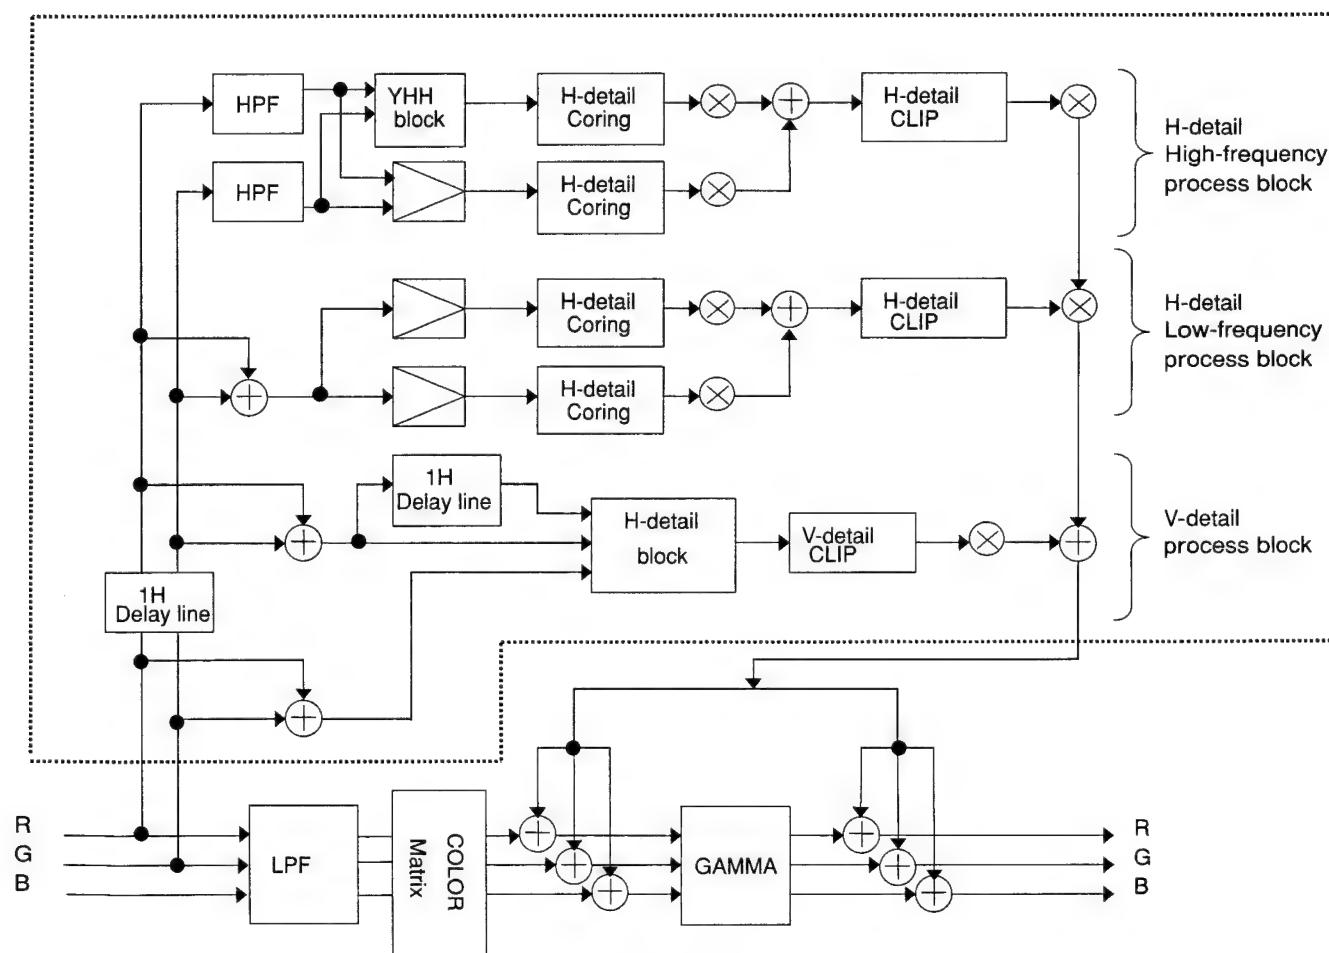 HPF
YHH
block
H-detail
Coring
H-detail
CLIP
H-detail
High-frequency
process block
HPF
H-detail
Coring
H-detail
Coring
H-detail
CLIP
H-detail
Low-frequency
process block
H-detail
Coring
1H
Delay line
H-detail
block
V-detail
CLIP
V-detail
process block
1H
Delay line
R
G
B
LPF
COLOR
Matrix
GAMMA
R
G
B